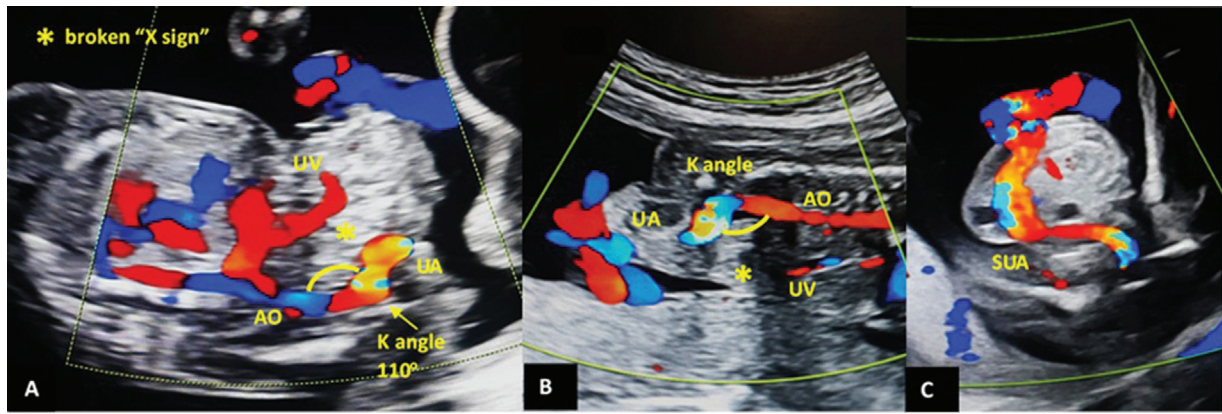 * broken “X sign”
UV
*
UA
AO
K angle
110°
A
K angle
AO
UA
*
UV
B
SUA
C